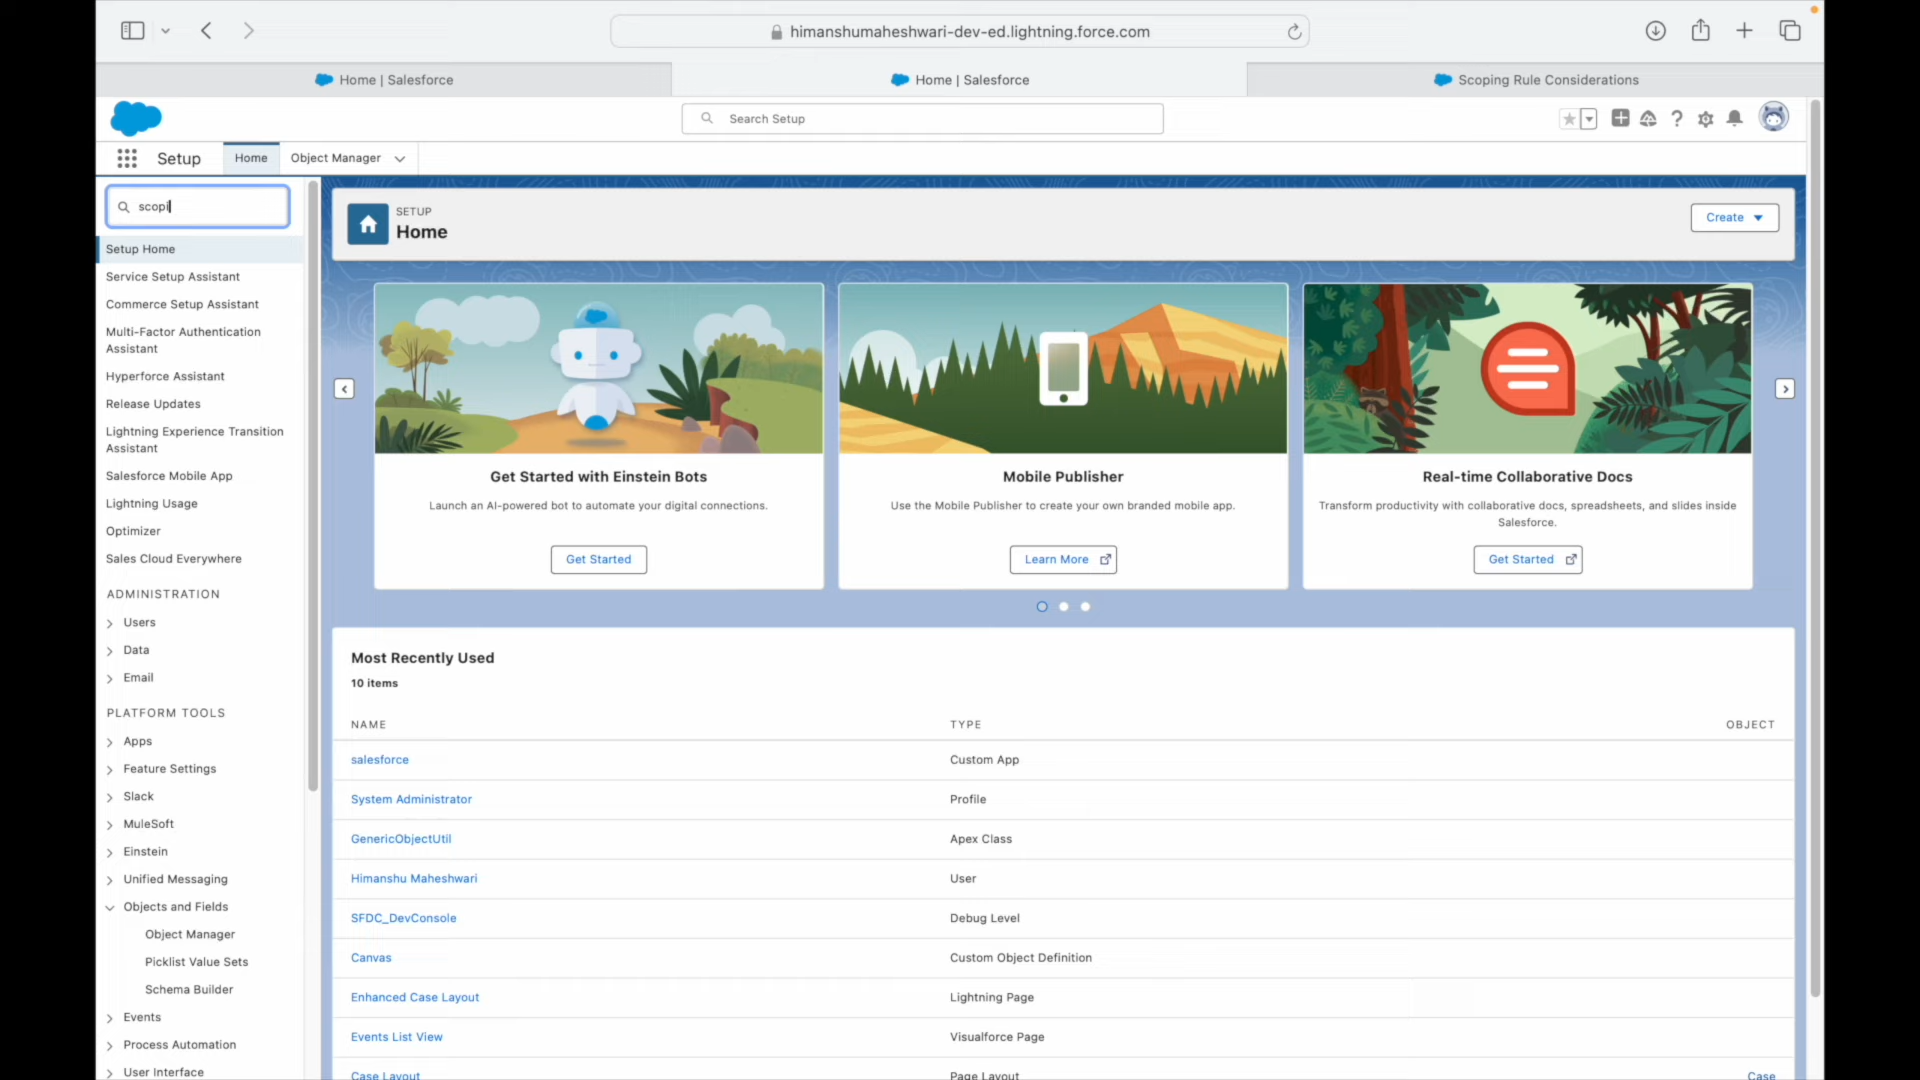 himanshumaheshwari-dev-ed.lightning.force.com
Home | Salesforce
Home | Salesforce
Scoping Rule Considerations
Search Setup
Setup
Home
Object Manager
scopi
Setup Home
Service Setup Assistant
Commerce Setup Assistant
Multi-Factor Authentication
Assistant
Hyperforce Assistant
Release Updates
Lightning Experience Transition
Assistant
Salesforce Mobile App
Lightning Usage
Optimizer
Sales Cloud Everywhere
ADMINISTRATION
Users
Data
Email
PLATFORM TOOLS
Apps
Feature Settings
Slack
MuleSoft
Einstein
Unified Messaging
Objects and Fields
Object Manager
Picklist Value Sets
Schema Builder
Events
Process Automation
User Interface
SETUP
Home
Create
Get Started with Einstein Bots
Launch an AI-powered bot to automate your digital connections.
Get Started
Mobile Publisher
Use the Mobile Publisher to create your own branded mobile app.
Learn More
Real-time Collaborative Docs
Transform productivity with collaborative docs, spreadsheets, and slides inside
Salesforce.
Get Started
Most Recently Used
10 items
NAME TYPE OBJECT
salesforce Custom App
System Administrator Profile
GenericObjectUtil Apex Class
Himanshu Maheshwari User
SFDC_DevConsole Debug Level
Canvas Custom Object Definition
Enhanced Case Layout Lightning Page
Events List View Visualforce Page
Case Layout Page Layout Case